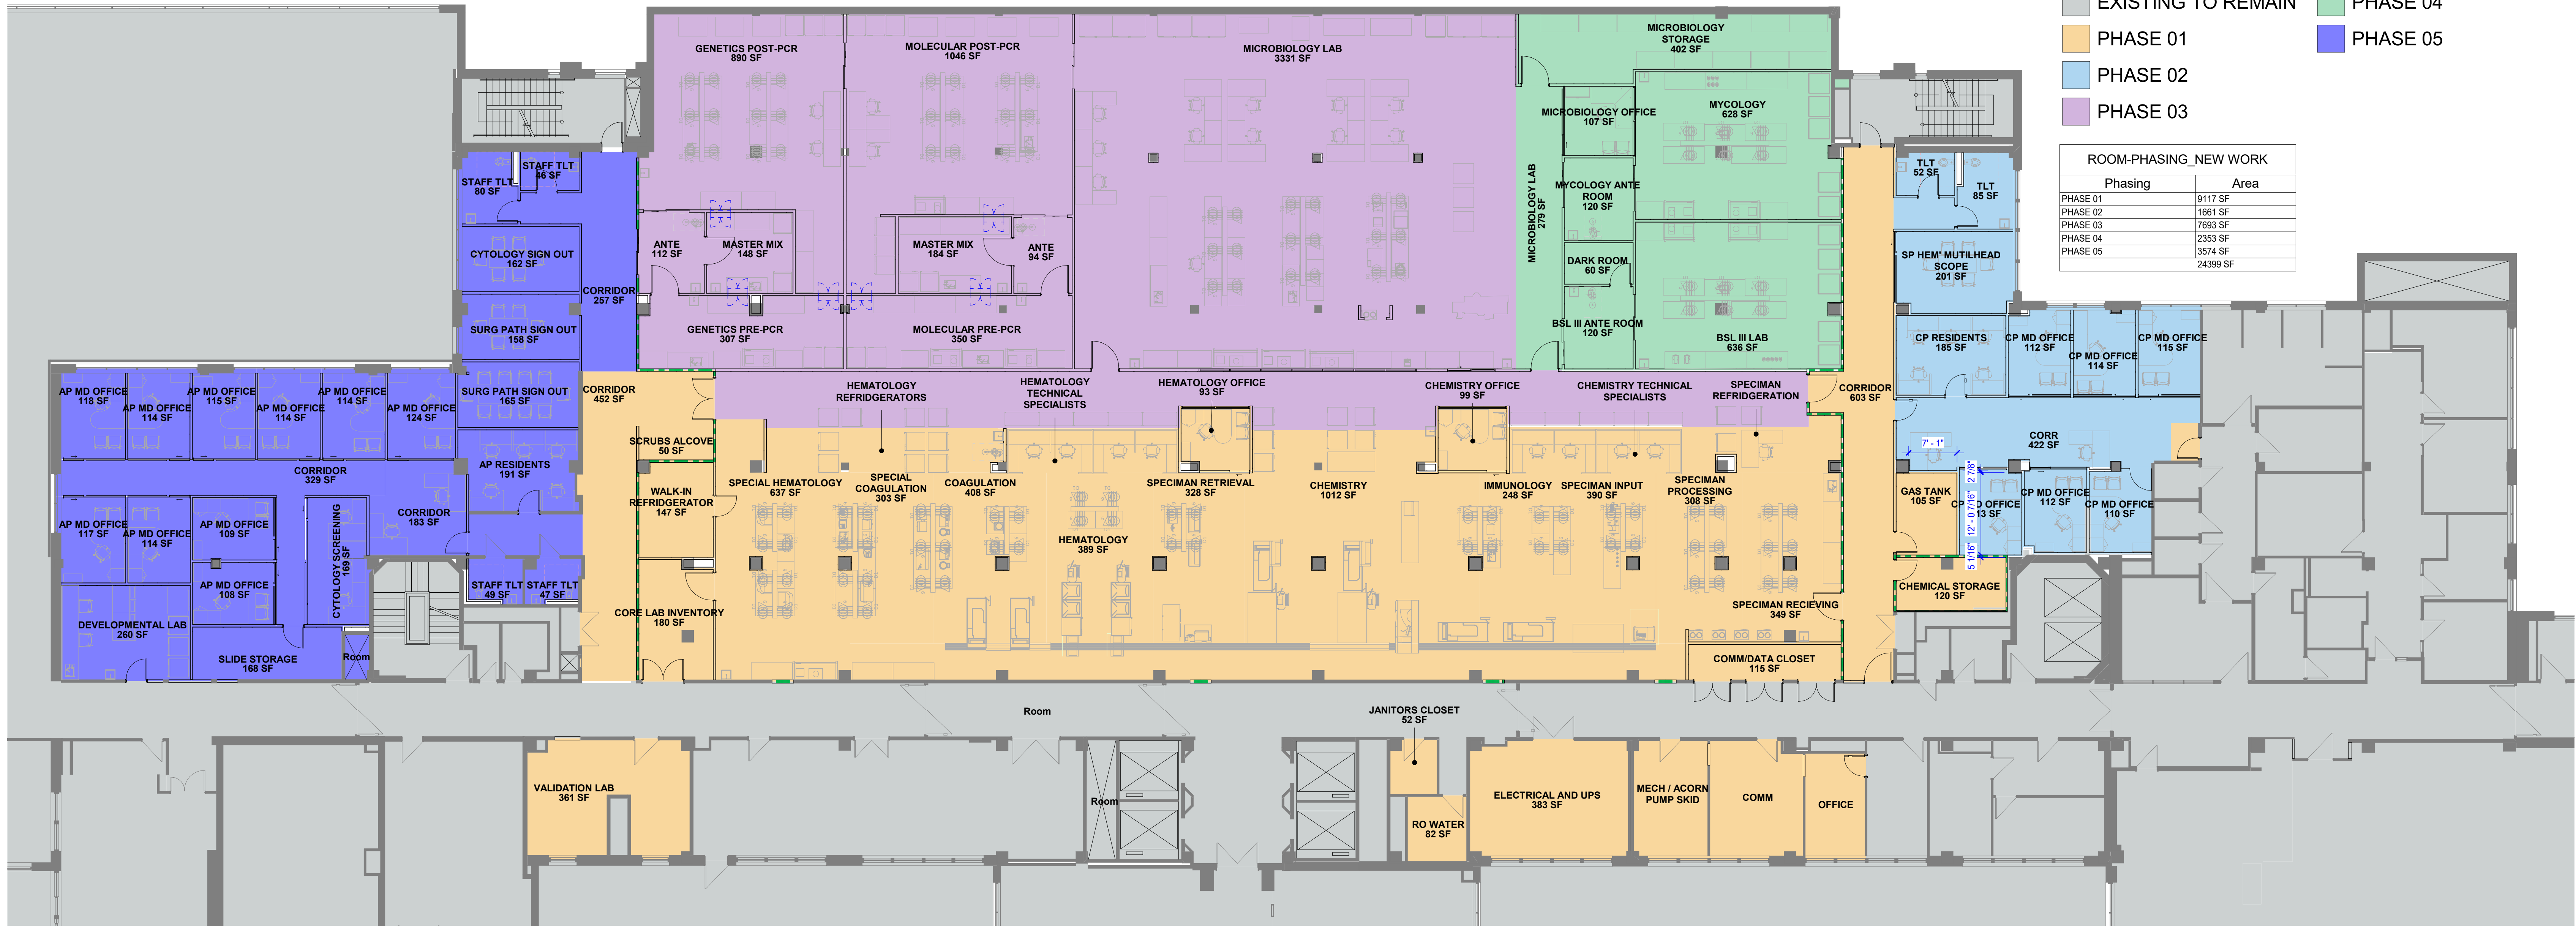 EXISTING TO REMAIN
PHASE 04
PHASE 01
PHASE 05
PHASE 02
PHASE 03
ROOM-PHASING_NEW WORK
Phasing Area
PHASE 01 9117 SF
PHASE 02 1661 SF
PHASE 03 7693 SF
PHASE 04 2353 SF
PHASE 05 3574 SF
24399 SF
GENETICS POST-PCR
890 SF
MOLECULAR POST-PCR
1046 SF
MICROBIOLOGY LAB
3331 SF
MICROBIOLOGY
STORAGE
402 SF
MICROBIOLOGY OFFICE
107 SF
MYCOLOGY
628 SF
STAFF TLT
46 SF
STAFF TLT
80 SF
TLT
52 SF
TLT
85 SF
MYCOLOGY ANTE
ROOM
120 SF
MICROBIOLOGY LAB
279 SF
CYTOLOGY SIGN OUT
162 SF
ANTE
112 SF
MASTER MIX
148 SF
MASTER MIX
184 SF
ANTE
94 SF
DARK ROOM
60 SF
SP HEM' MUTILHEAD
SCOPE
201 SF
CORRIDOR
257 SF
SURG PATH SIGN OUT
158 SF
GENETICS PRE-PCR
307 SF
MOLECULAR PRE-PCR
350 SF
BSL III ANTE ROOM
120 SF
BSL III LAB
636 SF
CP RESIDENTS
185 SF
CP MD OFFICE
112 SF
CP MD OFFICE
114 SF
CP MD OFFICE
115 SF
AP MD OFFICE
118 SF
AP MD OFFICE
114 SF
AP MD OFFICE
115 SF
AP MD OFFICE
114 SF
AP MD OFFICE
114 SF
AP MD OFFICE
124 SF
SURG PATH SIGN OUT
165 SF
CORRIDOR
452 SF
HEMATOLOGY
REFRIDGERATORS
HEMATOLOGY
TECHNICAL
SPECIALISTS
HEMATOLOGY OFFICE
93 SF
CHEMISTRY OFFICE
99 SF
CHEMISTRY TECHNICAL
SPECIALISTS
SPECIMAN
REFRIDGERATION
CORRIDOR
603 SF
CORR
422 SF
7' - 1"
2 7/8"
12' - 0 7/16"
5 1/16"
SCRUBS ALCOVE
50 SF
AP RESIDENTS
191 SF
CORRIDOR
329 SF
WALK-IN
REFRIDGERATOR
147 SF
SPECIAL HEMATOLOGY
637 SF
SPECIAL
COAGULATION
303 SF
COAGULATION
408 SF
SPECIMAN RETRIEVAL
328 SF
CHEMISTRY
1012 SF
IMMUNOLOGY
248 SF
SPECIMAN INPUT
390 SF
SPECIMAN
PROCESSING
308 SF
GAS TANK
105 SF
CP MD OFFICE
112 SF
CP MD OFFICE
110 SF
AP MD OFFICE
117 SF
AP MD OFFICE
114 SF
AP MD OFFICE
109 SF
CYTOLOGY SCREENING
169 SF
CORRIDOR
183 SF
HEMATOLOGY
389 SF
AP MD OFFICE
108 SF
STAFF TLT
49 SF
STAFF TLT
47 SF
CHEMICAL STORAGE
120 SF
CORE LAB INVENTORY
180 SF
SPECIMAN RECIEVING
349 SF
DEVELOPMENTAL LAB
260 SF
SLIDE STORAGE
168 SF
Room
COMM/DATA CLOSET
115 SF
Room
JANITORS CLOSET
52 SF
VALIDATION LAB
361 SF
Room
RO WATER
82 SF
ELECTRICAL AND UPS
383 SF
MECH / ACORN
PUMP SKID
COMM
OFFICE